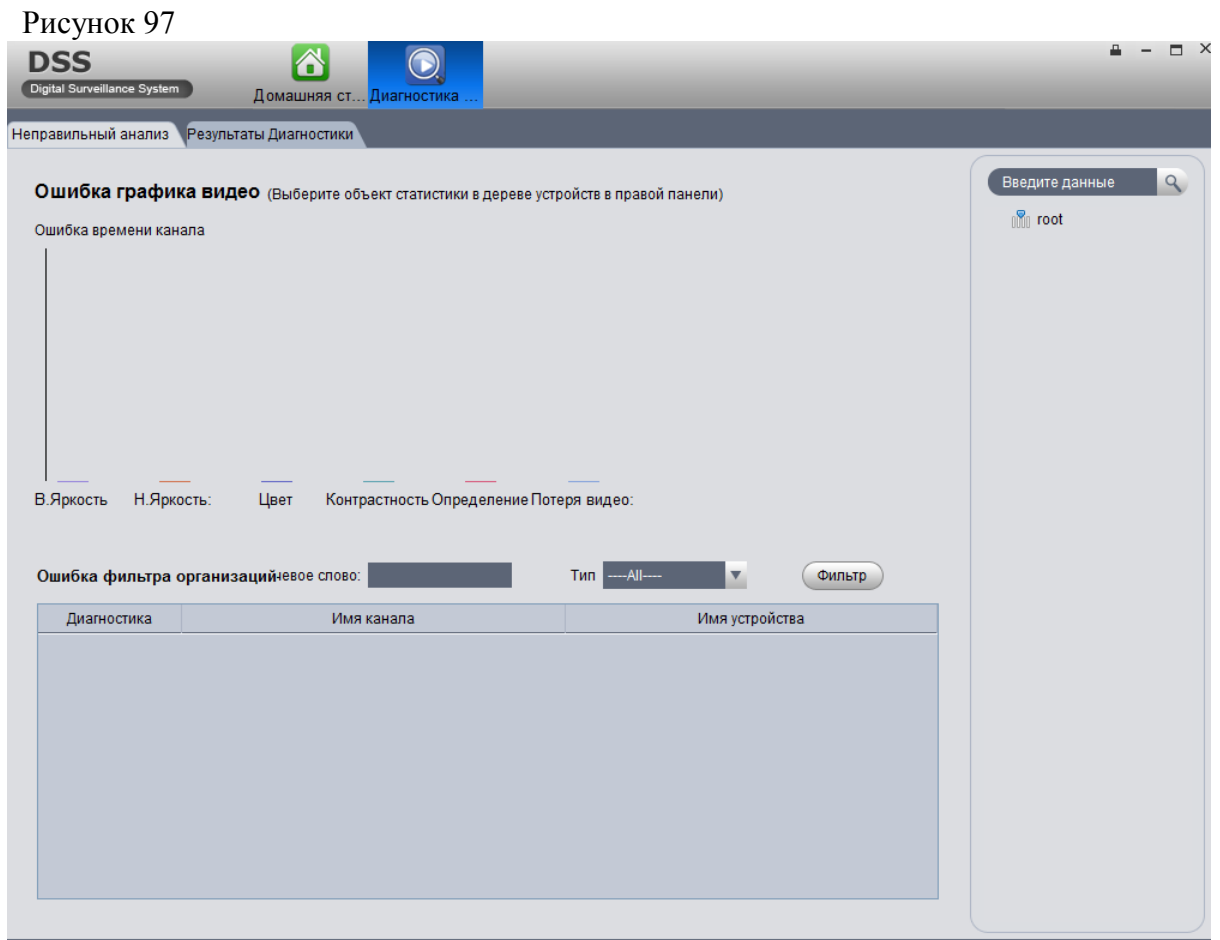 Рисунок 97
DSS
Digital Surveillance System
Домашняя ст... Диагностика ...
Неправильный анализ Результаты Диагностики
Ошибка графика видео (Выберите объект статистики в дереве устройств в правой панели)
Ошибка времени канала
В.Яркость Н.Яркость: Цвет Контрастность Определение Потеря видео:
Ошибка фильтра организаций чевое слово: Тип ----All---- Фильтр
Диагностика Имя канала Имя устройства
Введите данные
root